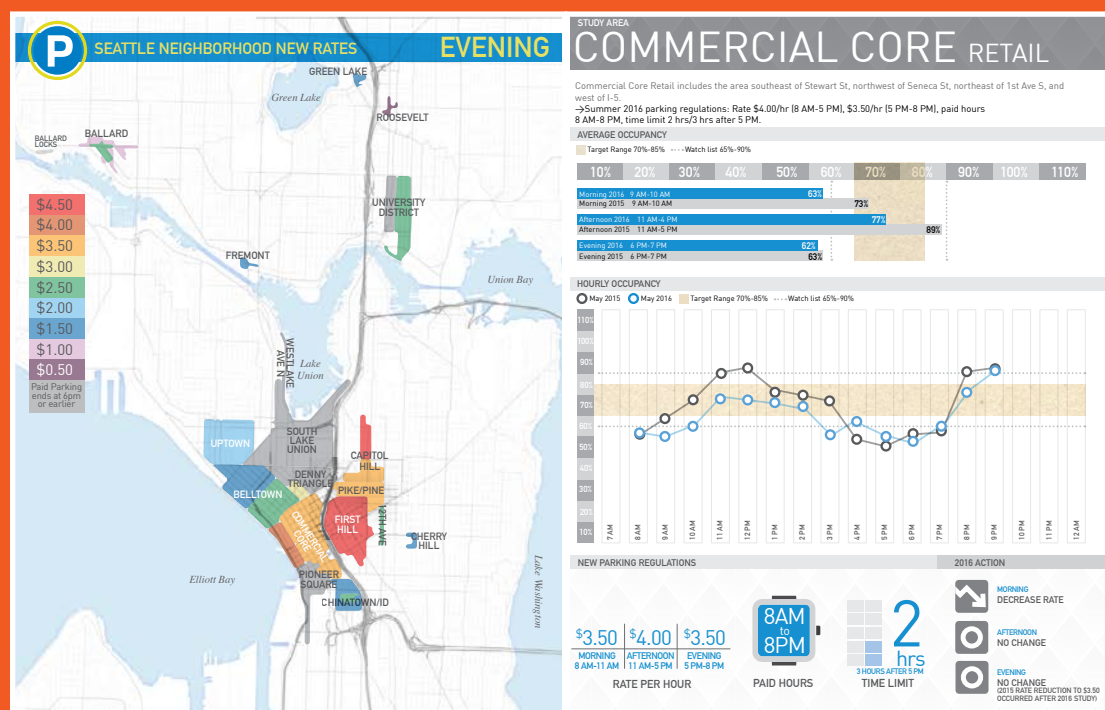 P
SEATTLE NEIGHBORHOOD NEW RATES
EVENING
GREEN LAKE
Green Lake
ROOSEVELT
BALLARD
LOCKS
BALLARD
UNIVERSITY
DISTRICT
$4.50
$4.00
$3.50
$3.00
$2.50
$2.00
$1.50
$1.00
$0.50
Paid Parking
ends at 6pm
or earlier
FREMONT
Union Bay
WESTLAKE
AVE N
Lake
Union
UPTOWN
SOUTH
LAKE
UNION
CAPITOL
HILL
DENNY
TRIANGLE
PIKE/PINE
BELLTOWN
COMMERCIAL
CORE
FIRST
HILL
12TH AVE
CHERRY
HILL
Elliott Bay
PIONEER
SQUARE
CHINATOWN/ID
Lake Washington
STUDY AREA
COMMERCIAL CORE RETAIL
Commercial Core Retail includes the area southeast of Stewart St, northwest of Seneca St, northeast of 1st Ave S, and
west of I-5.
→Summer 2016 parking regulations: Rate $4.00/hr (8 AM-5 PM), $3.50/hr (5 PM-8 PM), paid hours
8 AM-8 PM, time limit 2 hrs/3 hrs after 5 PM.
AVERAGE OCCUPANCY
Target Range 70%-85% Watch list 65%-90%
10% 20% 30% 40% 50% 60% 70% 80% 90% 100% 110%
Morning 2016 9 AM-10 AM 63%
Morning 2015 9 AM-10 AM 73%
Afternoon 2016 11 AM-4 PM 77%
Afternoon 2015 11 AM-5 PM 89%
Evening 2016 6 PM-7 PM 62%
Evening 2015 6 PM-7 PM 63%
HOURLY OCCUPANCY
May 2015 May 2016 Target Range 70%-85% Watch list 65%-90%
110%
100%
90%
80%
70%
60%
50%
40%
30%
20%
10%
7 AM 8 AM 9 AM 10 AM 11 AM 12 PM 1 PM 2 PM 3 PM 4 PM 5 PM 6 PM 7 PM 8 PM 9 PM 10 PM 11 PM 12 AM
NEW PARKING REGULATIONS
$3.50 $4.00 $3.50
MORNING AFTERNOON EVENING
8 AM-11 AM 11 AM-5 PM 5 PM-8 PM
RATE PER HOUR
8AM
to
8PM
PAID HOURS
2
hrs
3 HOURS AFTER 5 PM
TIME LIMIT
2016 ACTION
MORNING
DECREASE RATE
AFTERNOON
NO CHANGE
EVENING
NO CHANGE
(2015 RATE REDUCTION TO $3.50
OCCURRED AFTER 2016 STUDY)